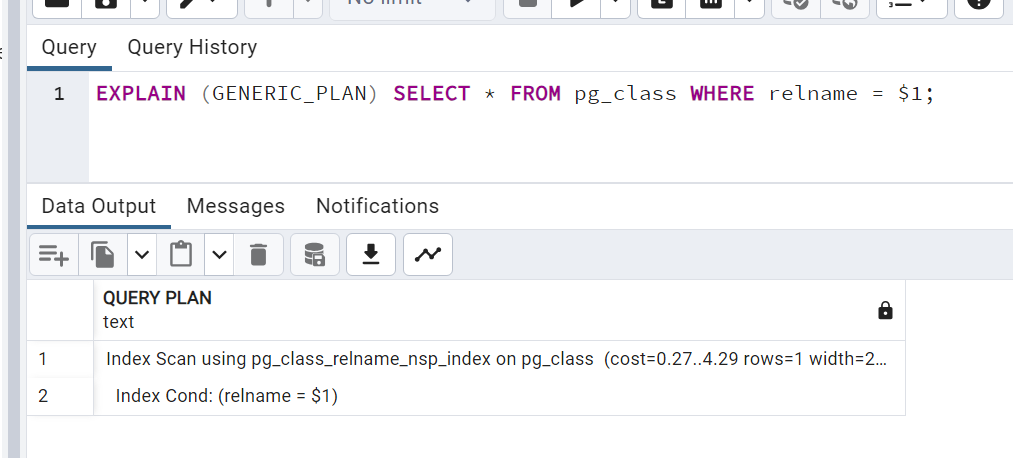 No limit
Query Query History
1 EXPLAIN (GENERIC_PLAN) SELECT * FROM pg_class WHERE relname = $1;
Data Output Messages Notifications
QUERY PLAN
text
1 Index Scan using pg_class_relname_nsp_index on pg_class (cost=0.27..4.29 rows=1 width=2...
2 Index Cond: (relname = $1)